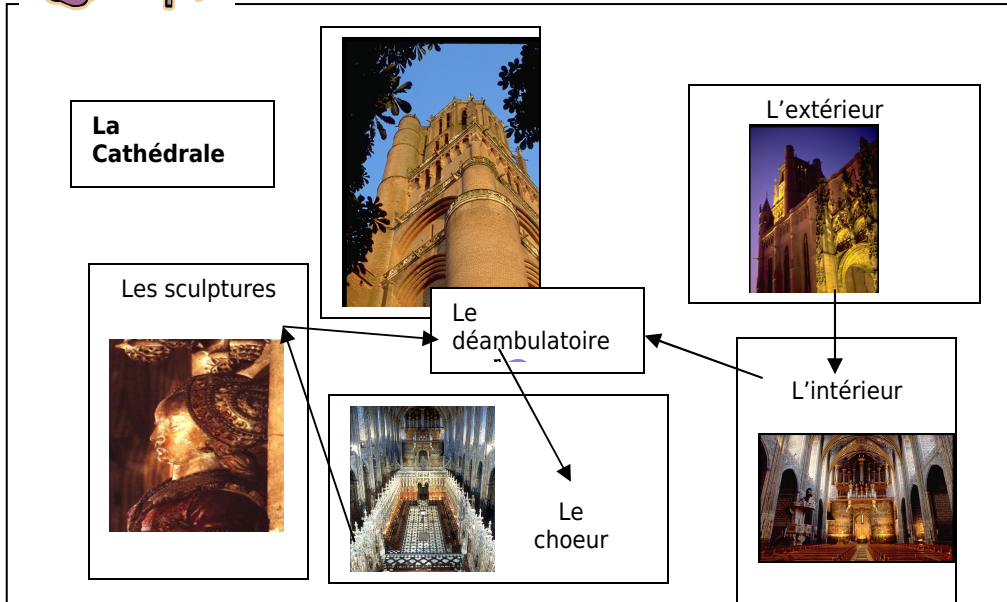 La
Cathédrale
L'extérieur
Les sculptures
Le
déambulatoire
L'intérieur
Le
choeur